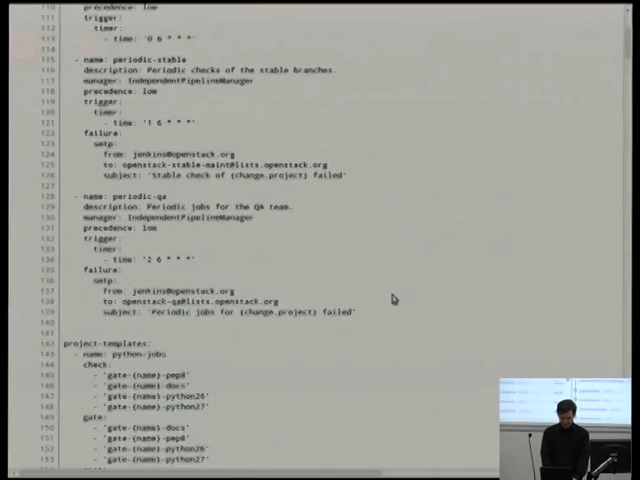 110 precedence: low
111 trigger:
112 timer:
113 - time: '0 6 * * *'
114
115 - name: periodic-stable
116 description: Periodic checks of the stable branches.
117 manager: IndependentPipelineManager
118 precedence: low
119 trigger:
120 timer:
121 - time: '1 6 * * *'
122 failure:
123 smtp:
124 from: jenkins@openstack.org
125 to: openstack-stable-maint@lists.openstack.org
126 subject: 'Stable check of {change.project} failed'
127
128 - name: periodic-qa
129 description: Periodic jobs for the QA team.
130 manager: IndependentPipelineManager
131 precedence: low
132 trigger:
133 timer:
134 - time: '2 6 * * *'
135 failure:
136 smtp:
137 from: jenkins@openstack.org
138 to: openstack-qa@lists.openstack.org
139 subject: 'Periodic jobs for {change.project} failed'
140
141
142 project-templates:
143 - name: python-jobs
144 check:
145 - 'gate-{name}-pep8'
146 - 'gate-{name}-docs'
147 - 'gate-{name}-python26'
148 - 'gate-{name}-python27'
149 gate:
150 - 'gate-{name}-docs'
151 - 'gate-{name}-pep8'
152 - 'gate-{name}-python26'
153 - 'gate-{name}-python27'